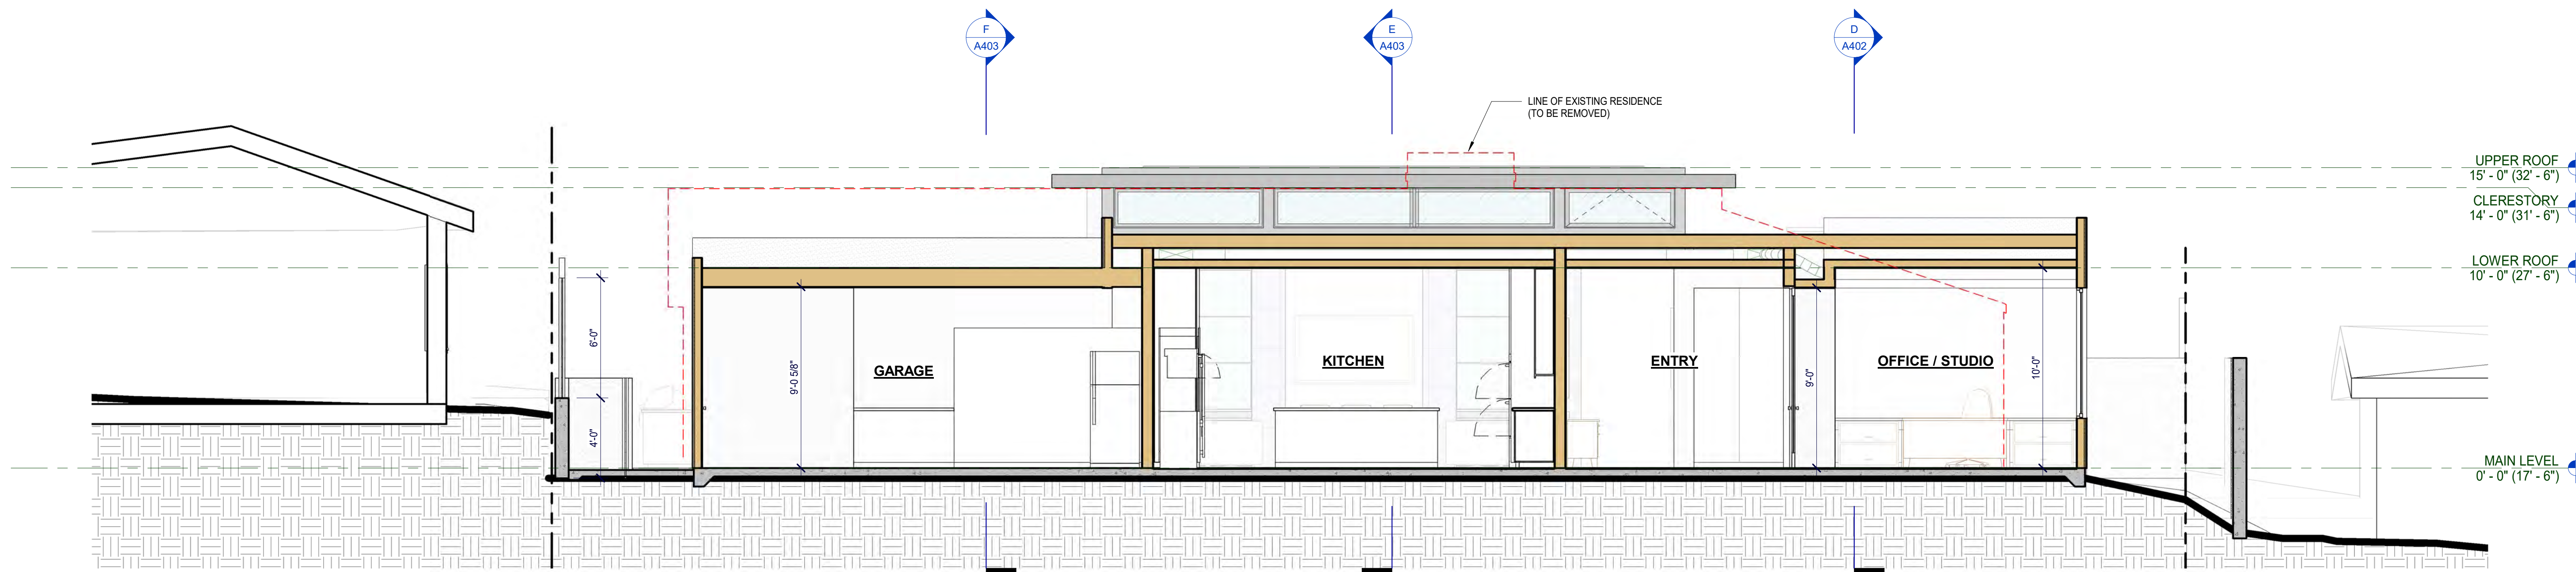 F
A403
E
A403
D
A402
LINE OF EXISTING RESIDENCE
(TO BE REMOVED)
UPPER ROOF
15' - 0" (32' - 6")
CLERESTORY
14' - 0" (31' - 6")
LOWER ROOF
10' - 0" (27' - 6")
6'-0"
4'-0"
9'-0 5/8"
GARAGE
KITCHEN
ENTRY
9'-0"
OFFICE / STUDIO
10'-0"
MAIN LEVEL
0' - 0" (17' - 6")